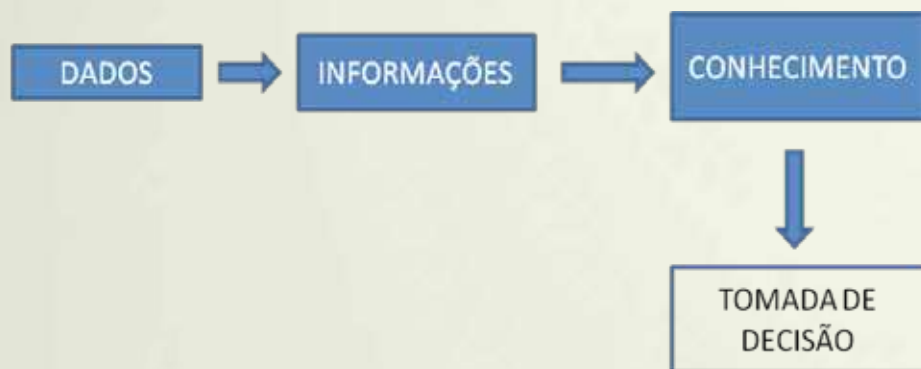 DADOS
INFORMAÇÕES
CONHECIMENTO
TOMADA DE
DECISÃO